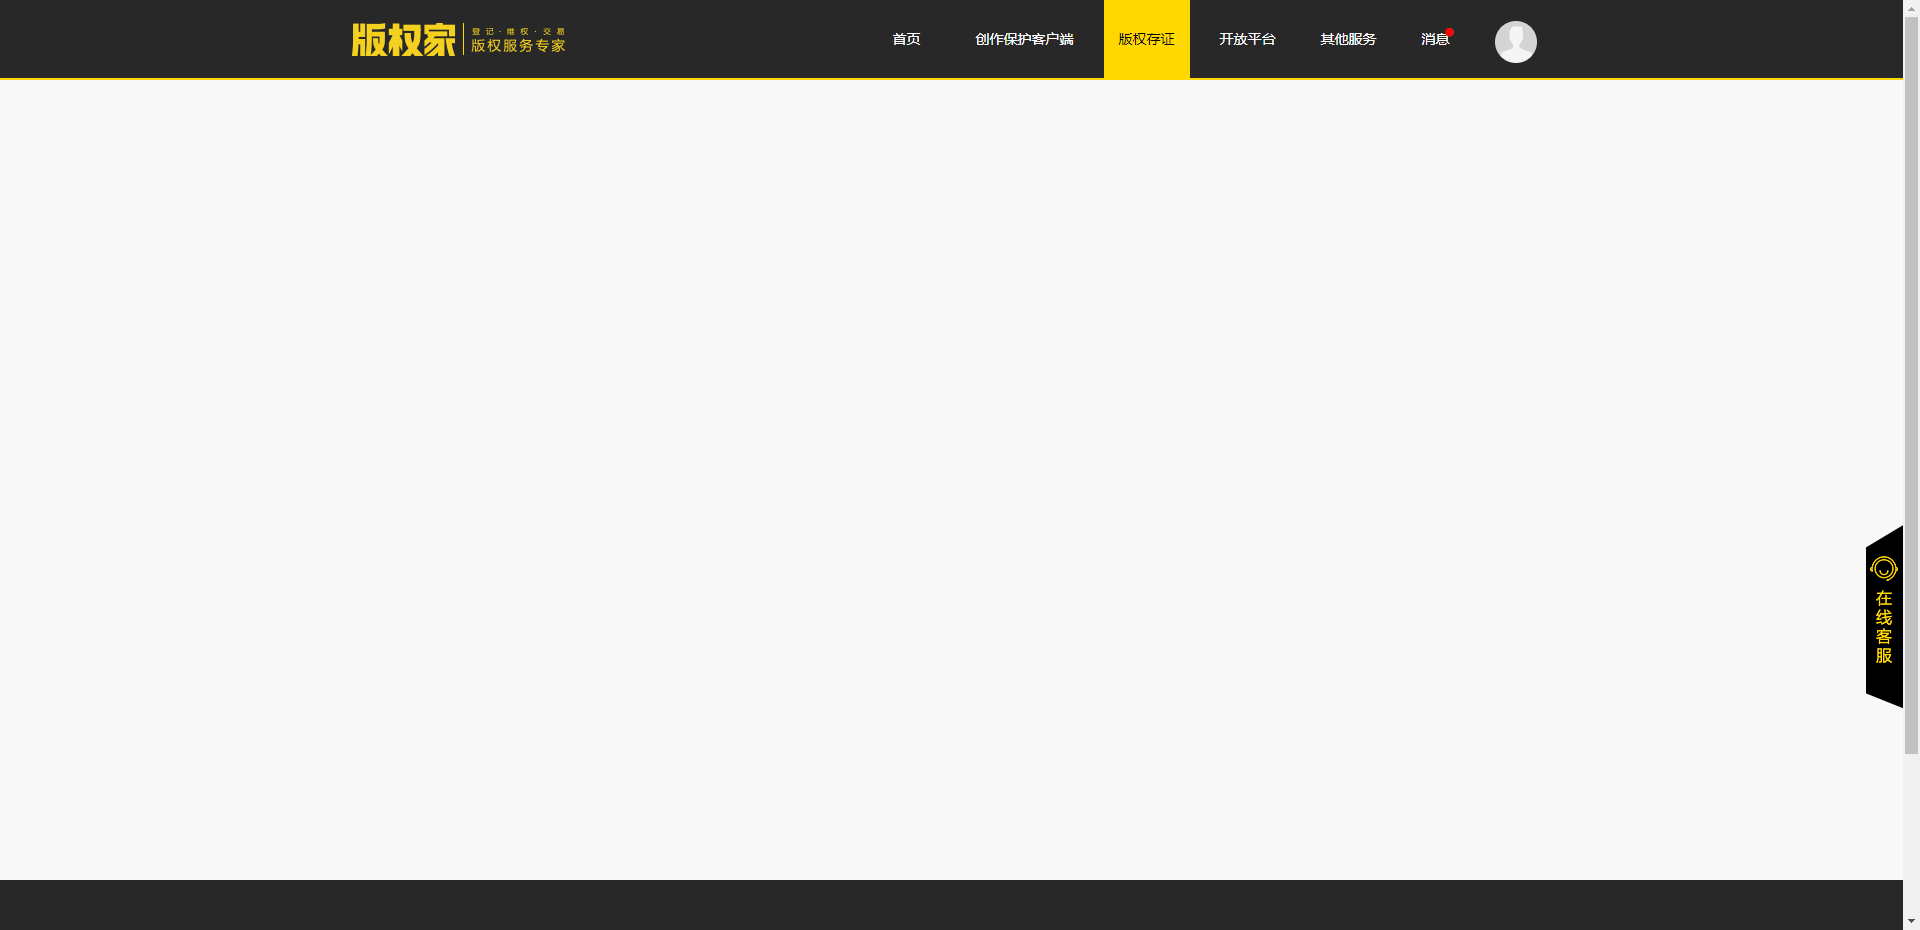 版权家
登记·维权·交易
版权服务专家
首页
创作保护客户端
版权存证
开放平台
其他服务
消息
在线客服